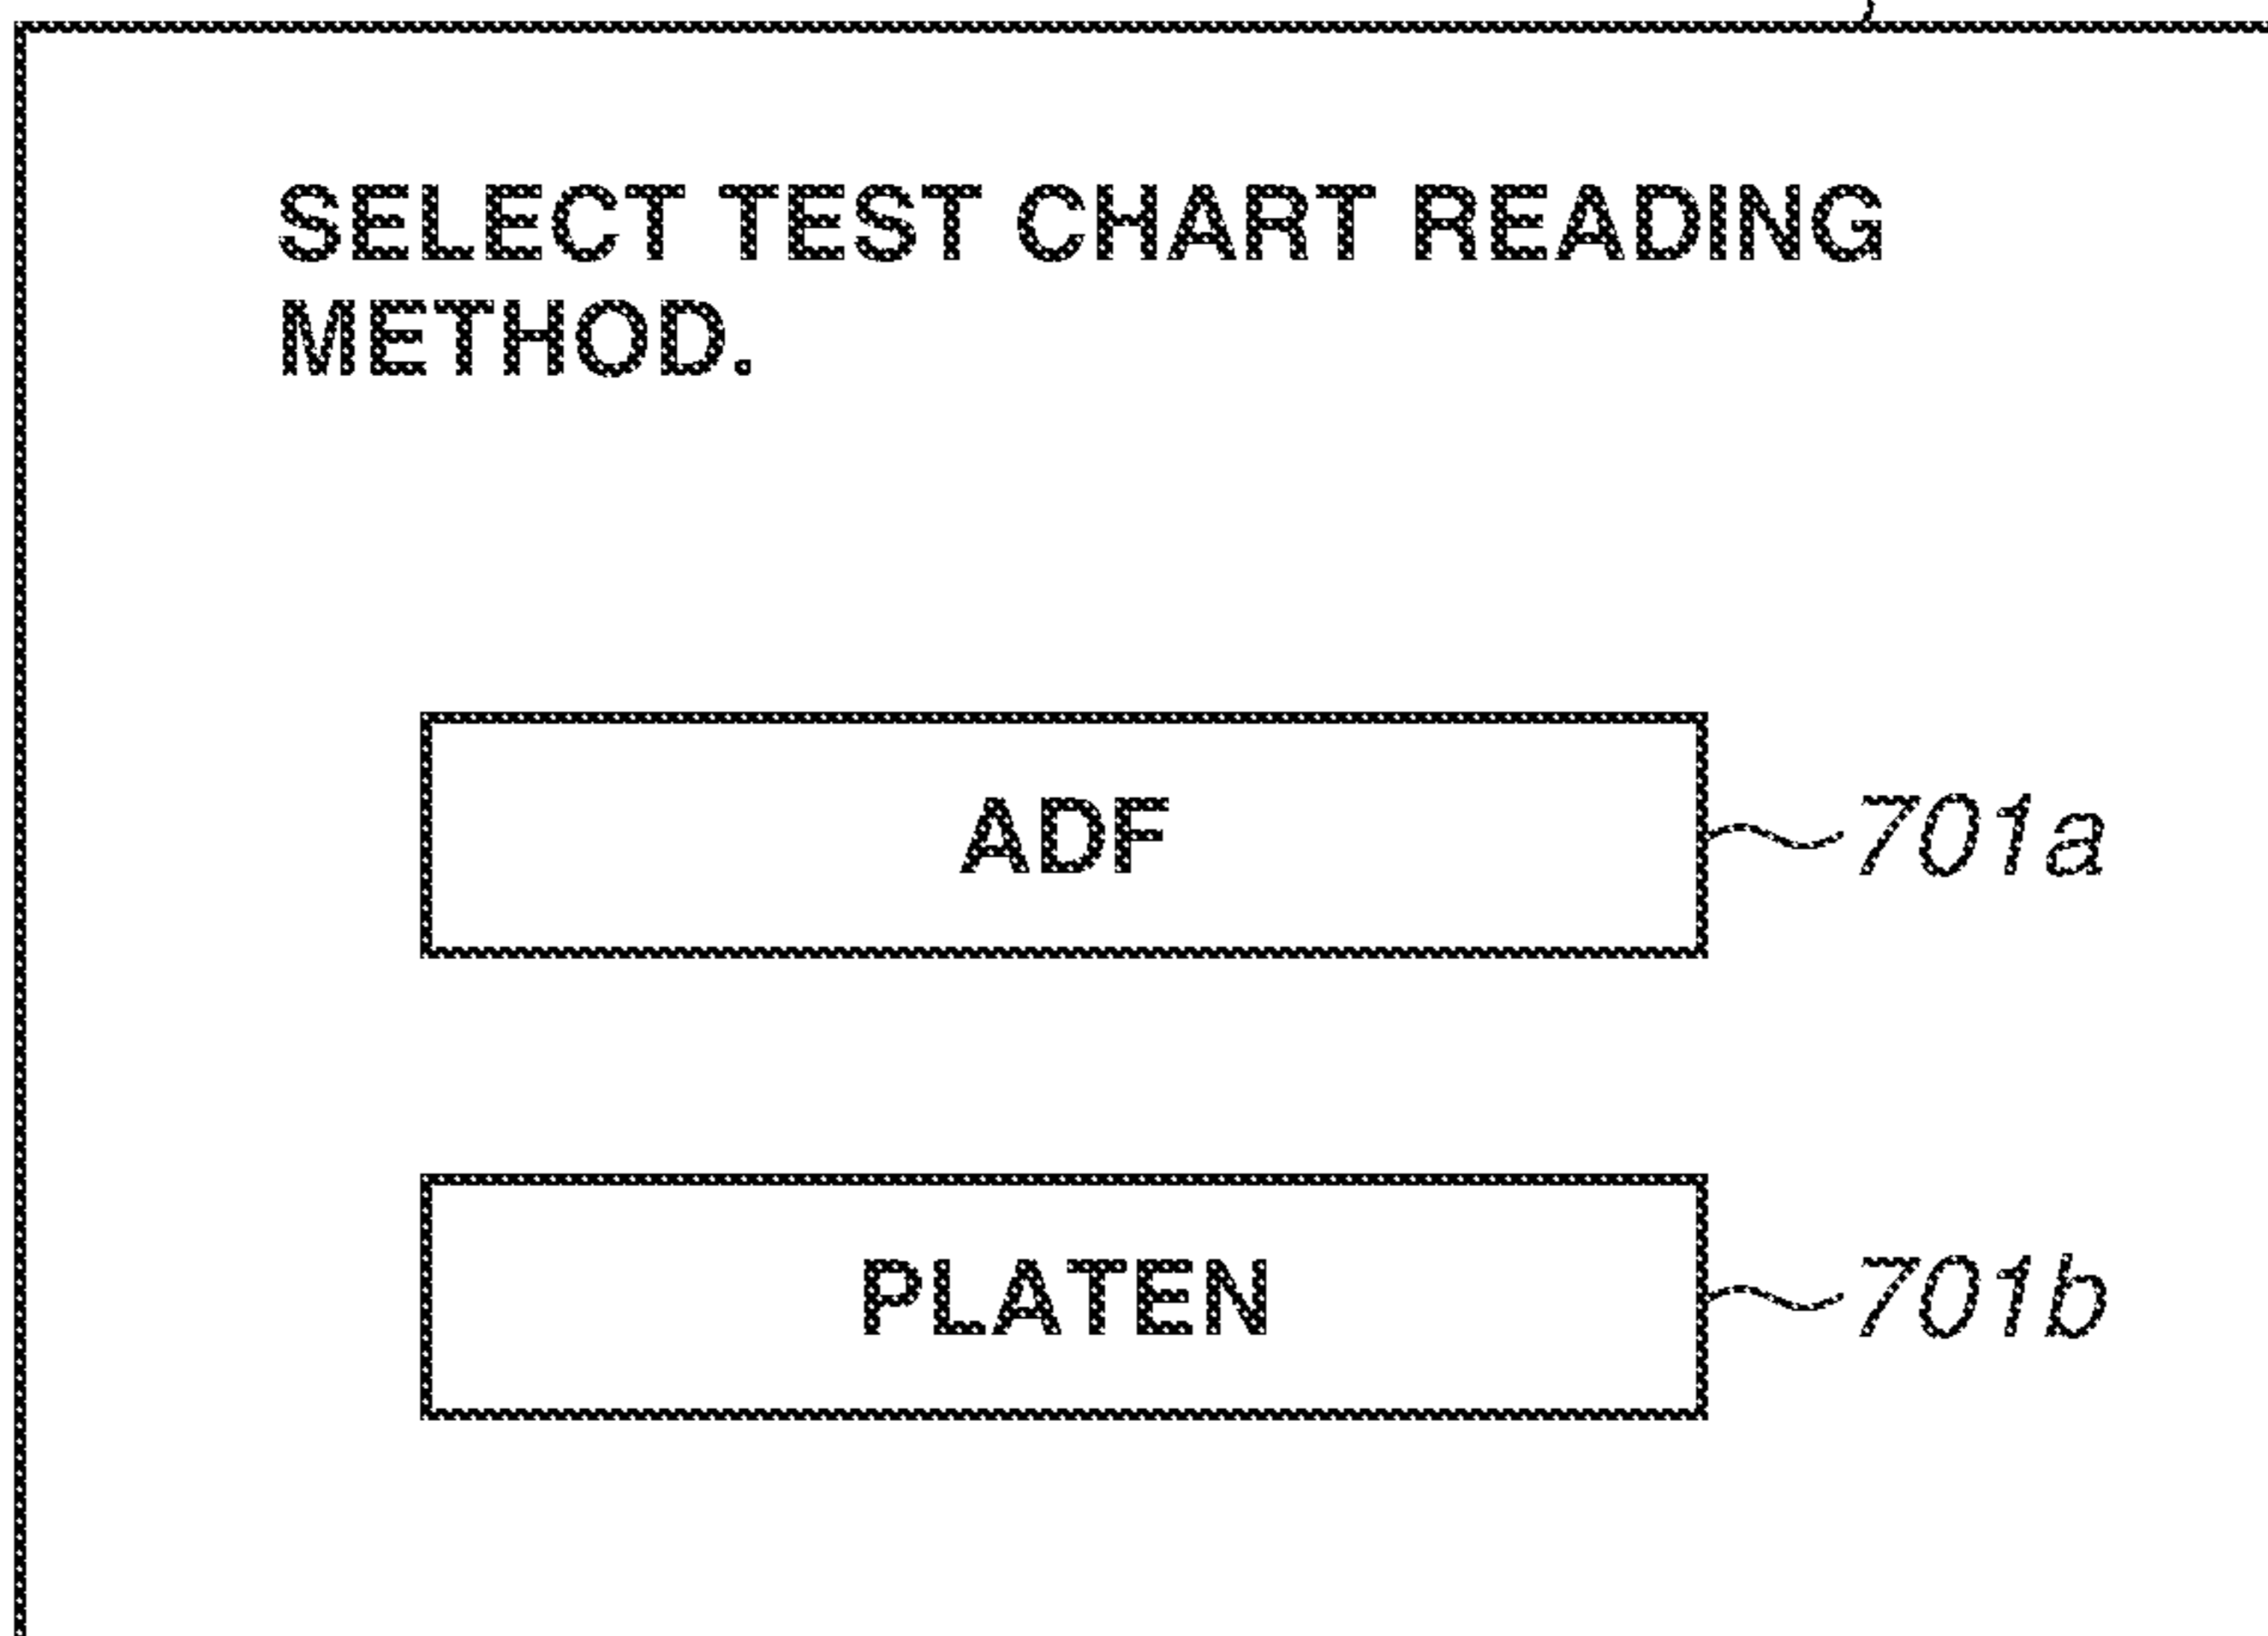 SELECT TEST CHART READING
METHOD.
ADF
701a
PLATEN
701b